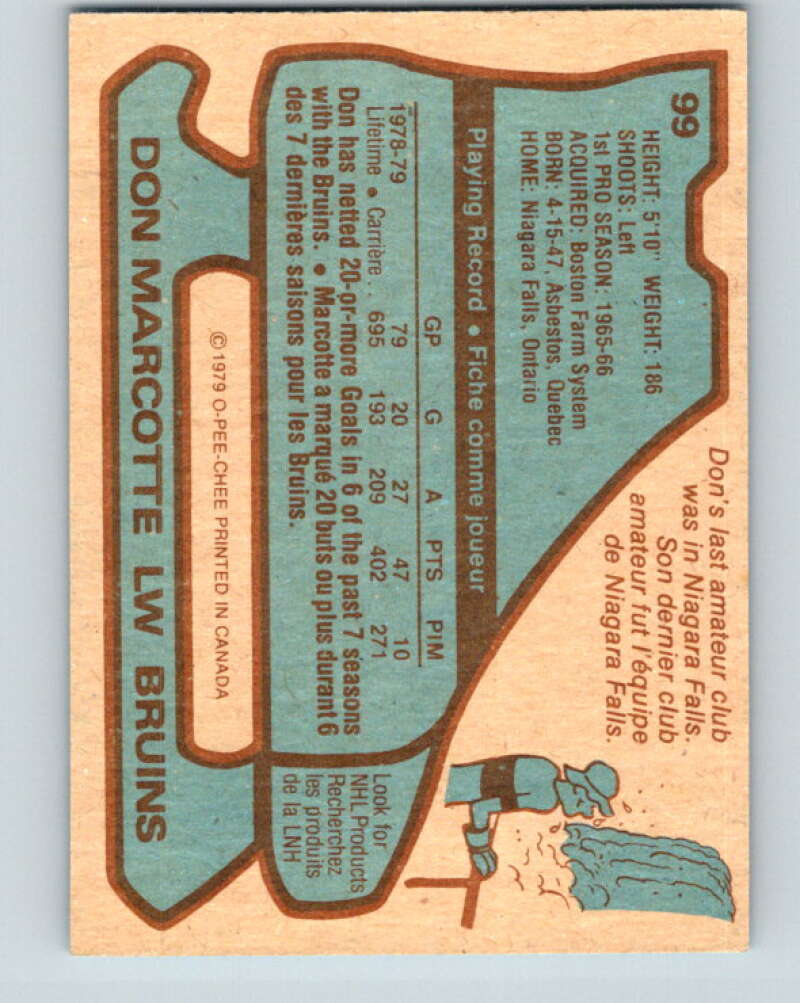 99
HEIGHT: 5'10" WEIGHT: 186
SHOOTS: Left
1st PRO SEASON: 1965-66
ACQUIRED: Boston Farm System
BORN: 4-15-47, Asbestos, Quebec
HOME: Niagara Falls, Ontario
Don's last amateur club
was in Niagara Falls.
Son dernier club
amateur fut l'équipe
de Niagara Falls.
Playing Record • Fiche comme joueur
GP G A PTS PIM
1978-79 79 20 27 47 10
Lifetime • Carrière .. 695 193 209 402 271
Don has netted 20-or-more Goals in 6 of the past 7 seasons
with the Bruins. • Marcotte a marqué 20 buts ou plus durant 6
des 7 dernières saisons pour les Bruins.
Look for
NHL Products
Recherchez
les produits
de la LNH
©1979 O-PEE-CHEE PRINTED IN CANADA
DON MARCOTTE LW BRUINS